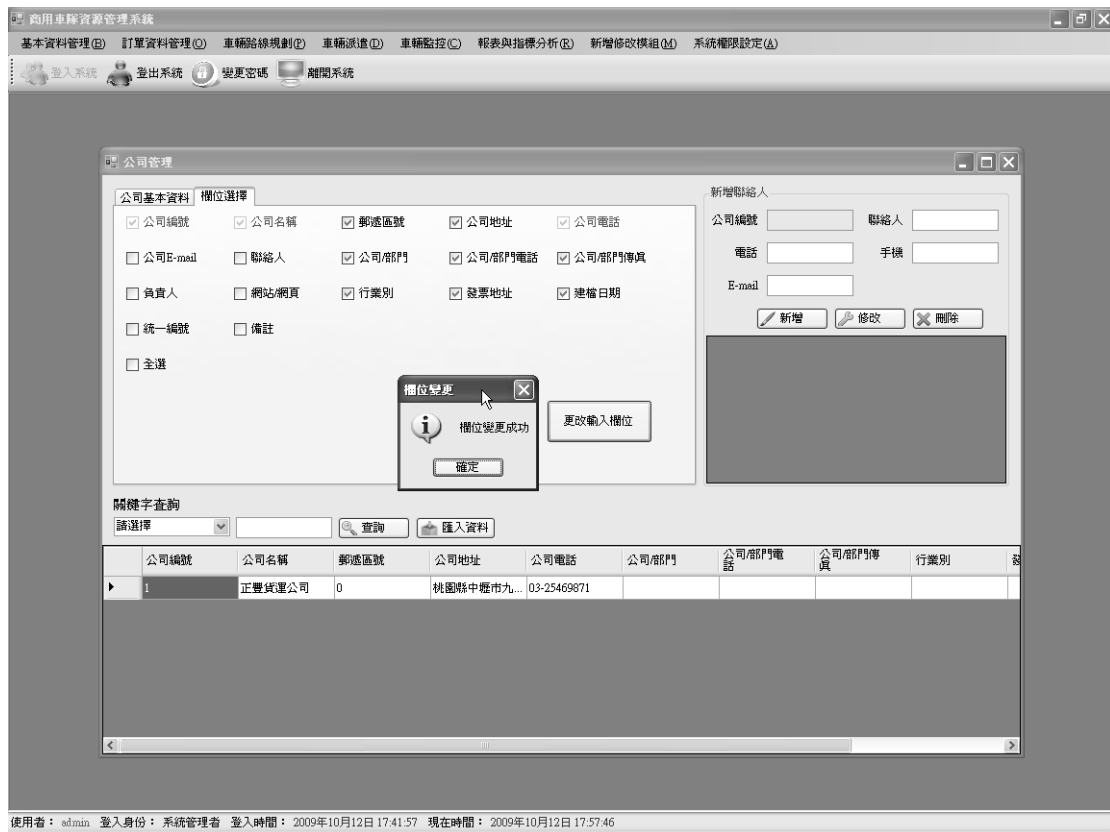 商用車隊資源管理系統
基本資料管理(B) 訂單資料管理(O) 車輛路線規劃(P) 車輛派遣(D) 車輛監控(C) 報表與指標分析(R) 新增修改模組(M) 系統權限設定(A)
登入系統 登出系統 變更密碼 離開系統
公司管理
公司基本資料 欄位選擇
公司編號 公司名稱 郵遞區號 公司地址 公司電話
公司E-mail 聯絡人 公司/部門 公司/部門電話 公司/部門傳真
負責人 網站/網頁 行業別 發票地址 建檔日期
統一編號 備註
全選
欄位變更
欄位變更成功
確定
更改輸入欄位
新增聯絡人
公司編號 聯絡人
電話 手機
E-mail
新增 修改 刪除
關鍵字查詢
請選擇 查詢 匯入資料
公司編號 公司名稱 郵遞區號 公司地址 公司電話 公司/部門 公司/部門電話 公司/部門傳真 行業別
1 正豐貨運公司 0 桃園縣中壢市九... 03-25469871
使用者： admin 登入身份： 系統管理者 登入時間： 2009年10月12日 17:41:57 現在時間： 2009年10月12日 17:57:46